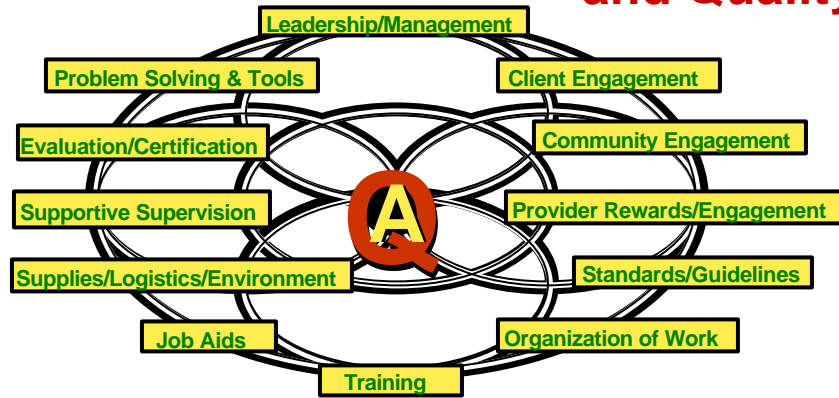 and Quality
Leadership/Management
Problem Solving & Tools
Client Engagement
Evaluation/Certification
Community Engagement
QA
Supportive Supervision
Provider Rewards/Engagement
Supplies/Logistics/Environment
Standards/Guidelines
Job Aids
Organization of Work
Training